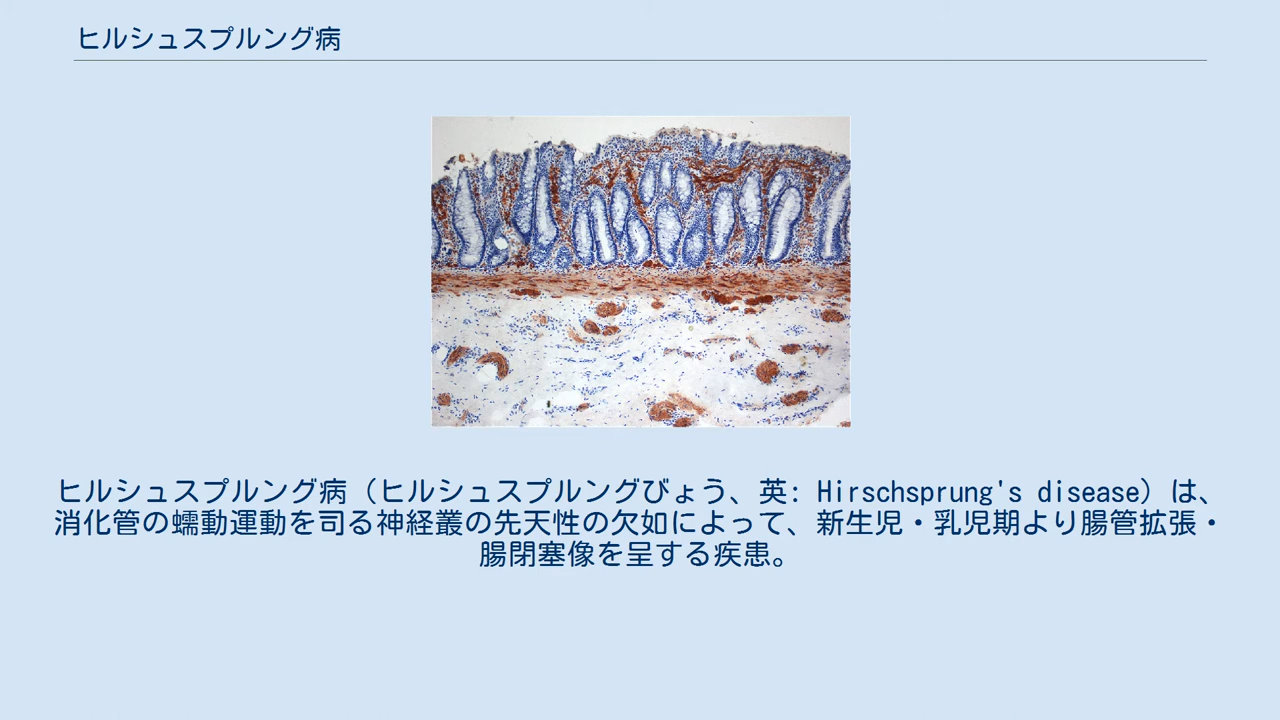 ヒルシュスプルング病
ヒルシュスプルング病（ヒルシュスプルングびょう、英: Hirschsprung's disease）は、
消化管の蠕動運動を司る神経叢の先天性の欠如によって、新生児・乳児期より腸管拡張・
腸閉塞像を呈する疾患。